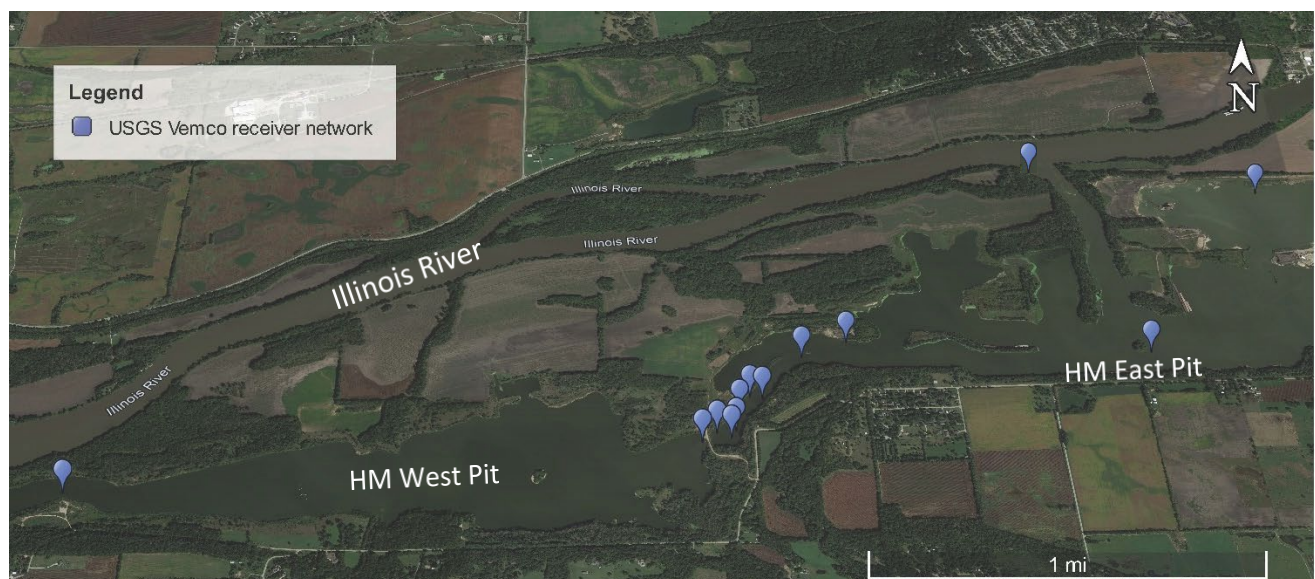 Legend
USGS Vemco receiver network
N
Illinois River
Illinois River
Illinois River
Illinois River
HM East Pit
HM West Pit
1 mi